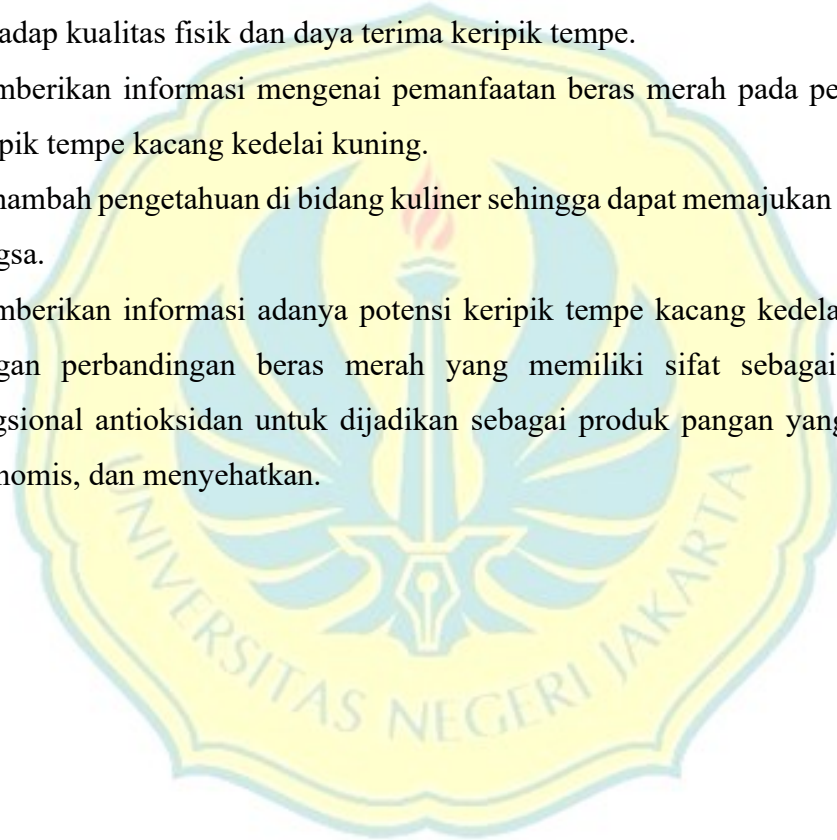 adap kualitas fisik dan daya terima keripik tempe.
mberikan informasi mengenai pemanfaatan beras merah pada pe
pik tempe kacang kedelai kuning.
nambah pengetahuan di bidang kuliner sehingga dapat memajukan
gsa.
mberikan informasi adanya potensi keripik tempe kacang kedela
gan perbandingan beras merah yang memiliki sifat sebagai
gsional antioksidan untuk dijadikan sebagai produk pangan yang
nomis, dan menyehatkan.
UNIVERSITAS NEGERI JAKARTA